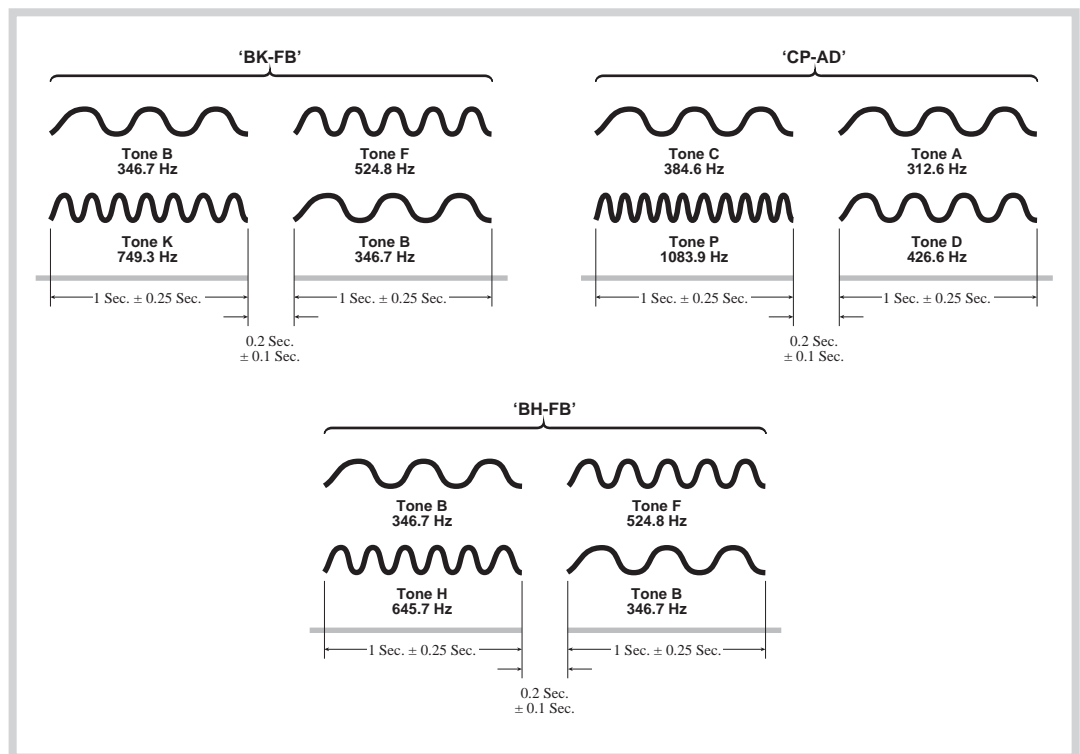 ‘BK-FB’
‘CP-AD’
Tone B
346.7 Hz
Tone F
524.8 Hz
Tone C
384.6 Hz
Tone A
312.6 Hz
Tone K
749.3 Hz
Tone B
346.7 Hz
Tone P
1083.9 Hz
Tone D
426.6 Hz
1 Sec. ± 0.25 Sec.
1 Sec. ± 0.25 Sec.
1 Sec. ± 0.25 Sec.
1 Sec. ± 0.25 Sec.
0.2 Sec.
± 0.1 Sec.
0.2 Sec.
± 0.1 Sec.
‘BH-FB’
Tone B
346.7 Hz
Tone F
524.8 Hz
Tone H
645.7 Hz
Tone B
346.7 Hz
1 Sec. ± 0.25 Sec.
1 Sec. ± 0.25 Sec.
0.2 Sec.
± 0.1 Sec.